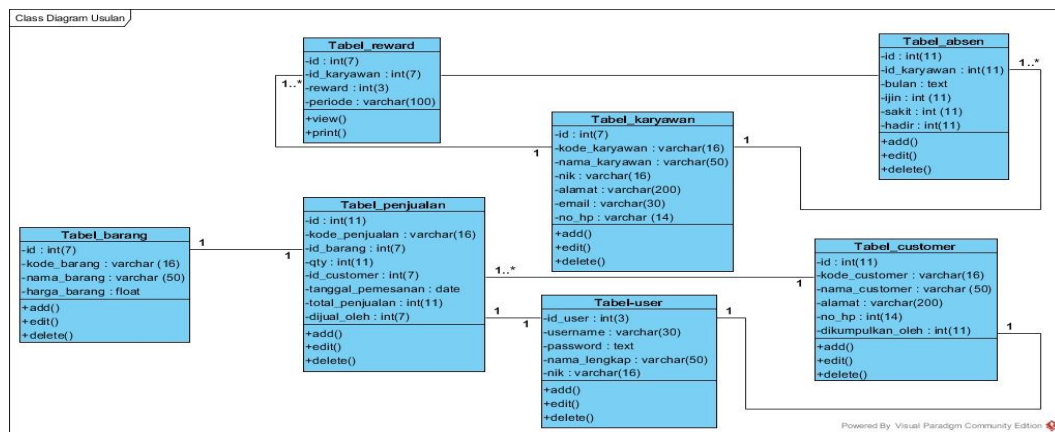 Class Diagram Usulan
Tabel_reward
-id : int(7)
-id_karyawan : int(7)
-reward : int(3)
-periode : varchar(100)
+view()
+print()
1..*
Tabel_absen
-id : int(11)
-id_karyawan : int(11)
-bulan : text
-ijin : int (11)
-sakit : int (11)
-hadir : int(11)
+add()
+edit()
+delete()
1..*
Tabel_karyawan
-id : int(7)
-kode_karyawan : varchar(16)
-nama_karyawan : varchar(50)
-nik : varchar(16)
-alamat : varchar(200)
-email : varchar(30)
-no_hp : varchar (14)
+add()
+edit()
+delete()
1
1
Tabel_barang
-id : int(7)
-kode_barang : varchar (16)
-nama_barang : varchar (50)
-harga_barang : float
+add()
+edit()
+delete()
1
1
Tabel_penjualan
-id : int(11)
-kode_penjualan : varchar(16)
-id_barang : int(7)
-qty : int(11)
-id_customer : int(7)
-tanggal_pemesanan : date
-total_penjualan : int(11)
-dijual_oleh : int(7)
+add()
+edit()
+delete()
1..*
1
1
1
Tabel-user
-id_user : int(3)
-username : varchar(30)
-password : text
-nama_lengkap : varchar(50)
-nik : varchar(16)
+add()
+edit()
+delete()
1
Tabel_customer
-id : int(11)
-kode_customer : varchar(16)
-nama_customer : varchar (50)
-alamat : varchar(200)
-no_hp : int(14)
-dikumpulkan_oleh : int(11)
+add()
+edit()
+delete()
1
Powered By Visual Paradigm Community Edition